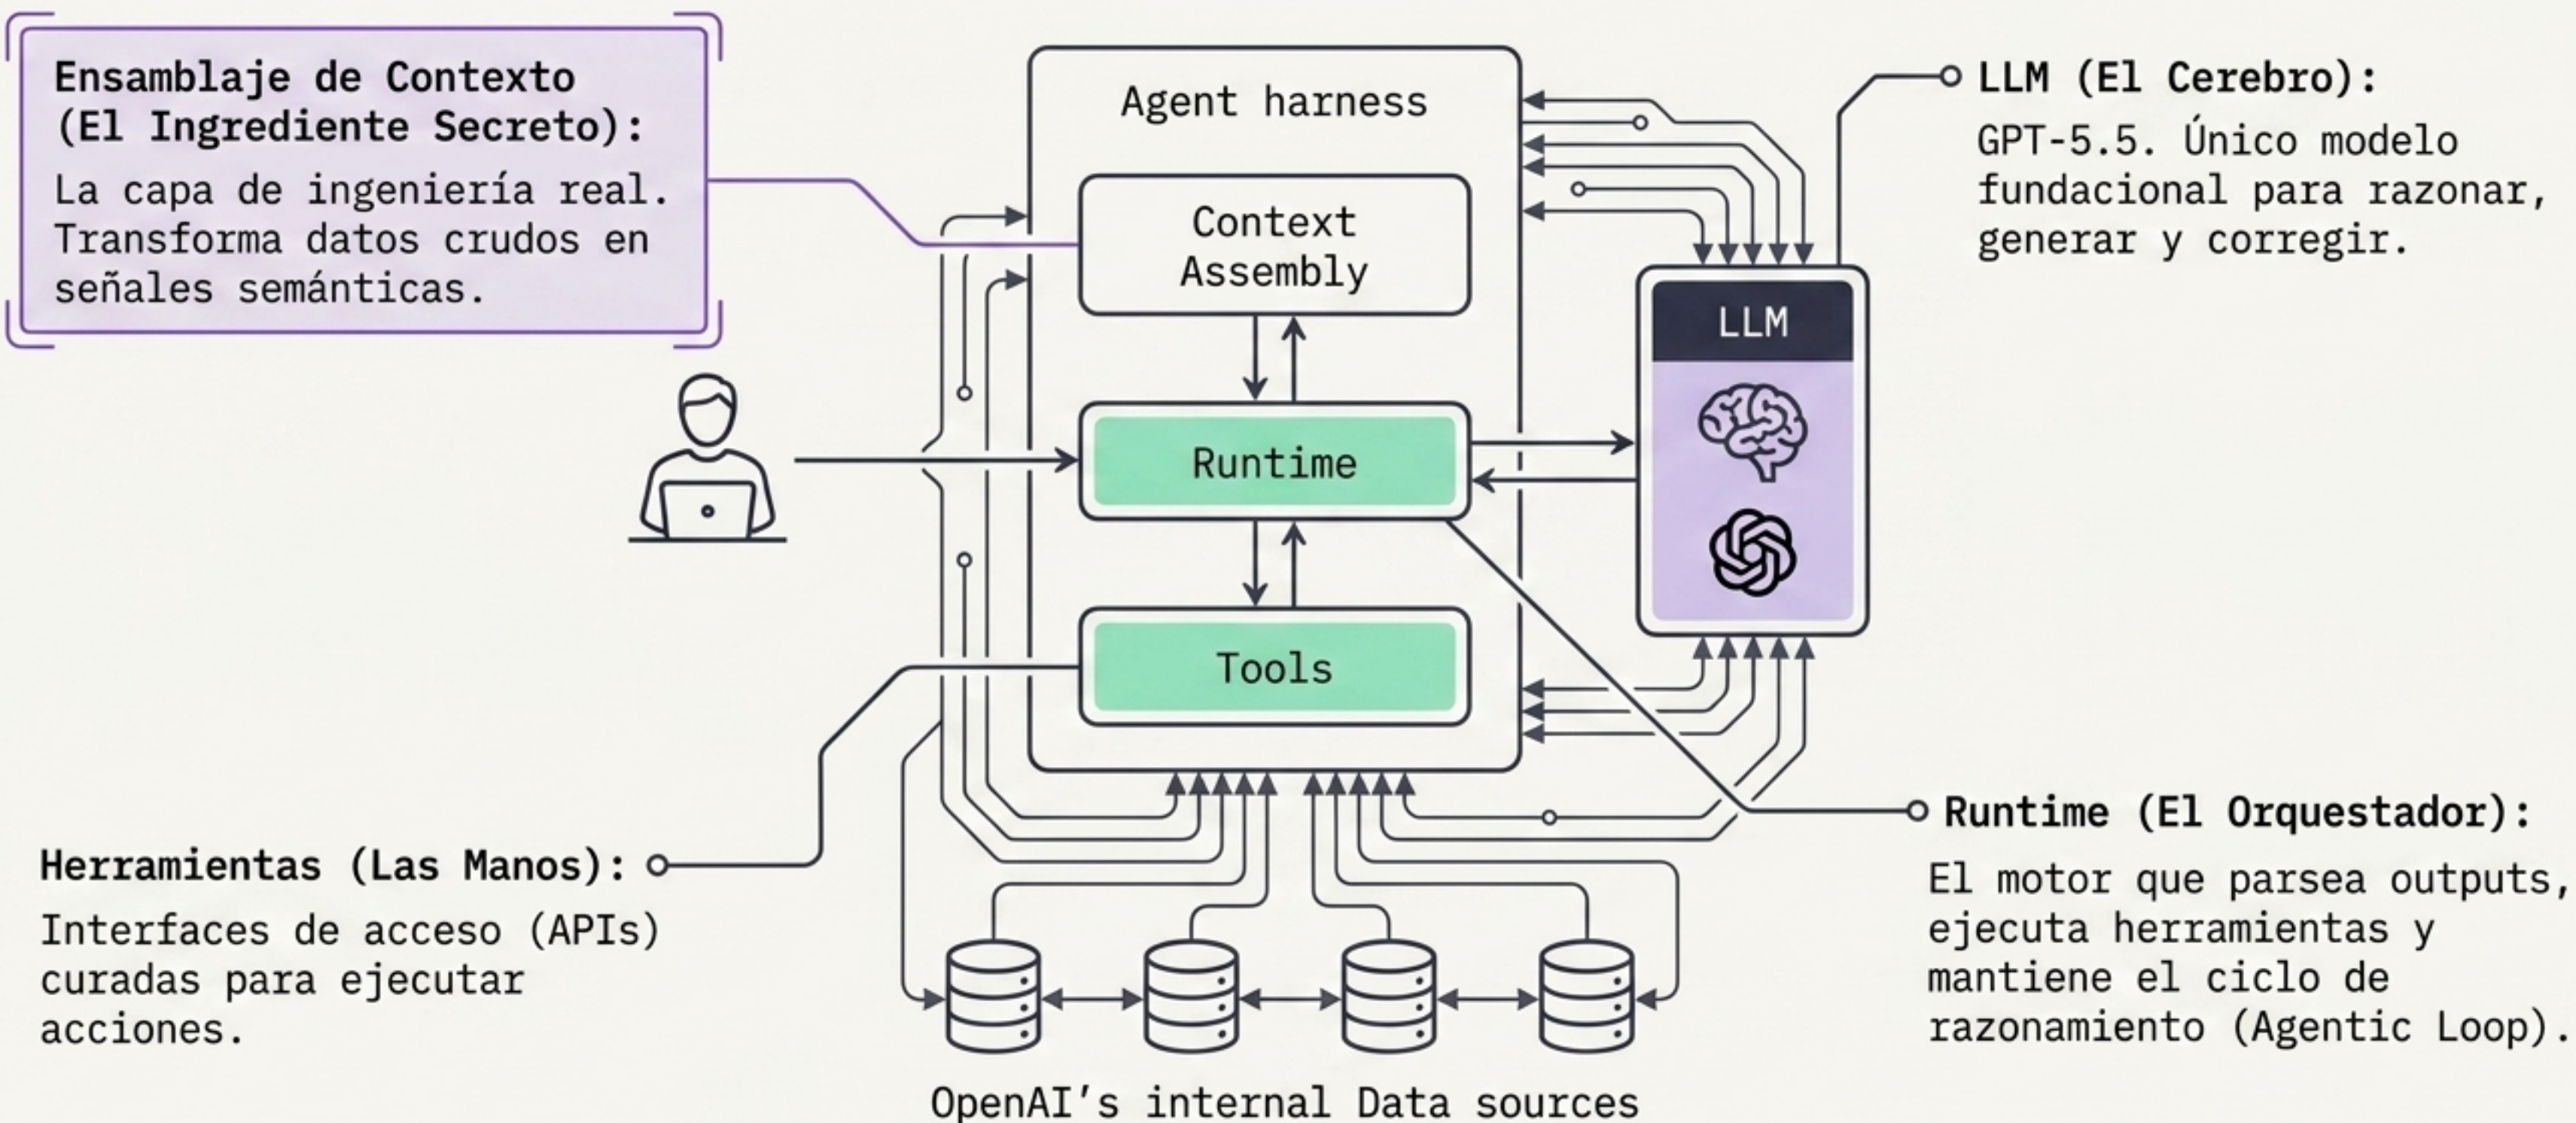 Ensamblaje de Contexto
(El Ingrediente Secreto):
La capa de ingeniería real.
Transforma datos crudos en
señales semánticas.
Agent harness
Context
Assembly
Runtime
Tools
LLM (El Cerebro):
GPT-5.5. Único modelo
fundacional para razonar,
generar y corregir.
LLM
Herramientas (Las Manos):
Interfaces de acceso (APIs)
curadas para ejecutar
acciones.
Runtime (El Orquestador):
El motor que parsea outputs,
ejecuta herramientas y
mantiene el ciclo de
razonamiento (Agentic Loop).
OpenAI’s internal Data sources